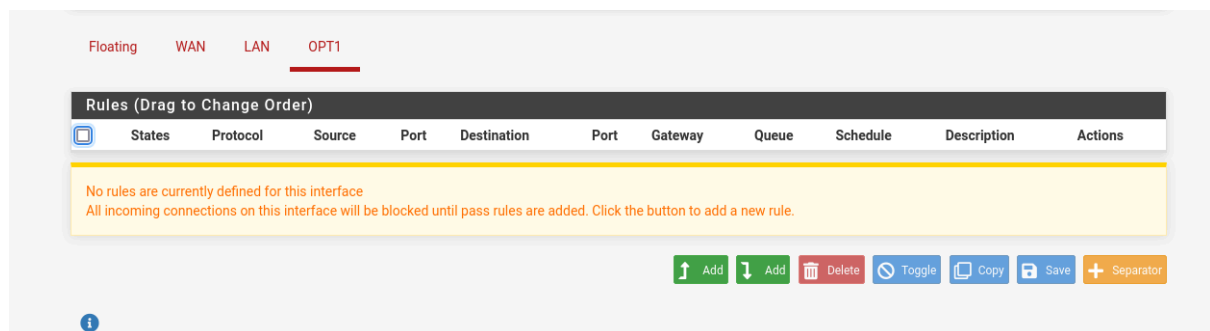 Floating WAN LAN OPT1
Rules (Drag to Change Order)
States Protocol Source Port Destination Port Gateway Queue Schedule Description Actions
No rules are currently defined for this interface
All incoming connections on this interface will be blocked until pass rules are added. Click the button to add a new rule.
Add Add Delete Toggle Copy Save Separator